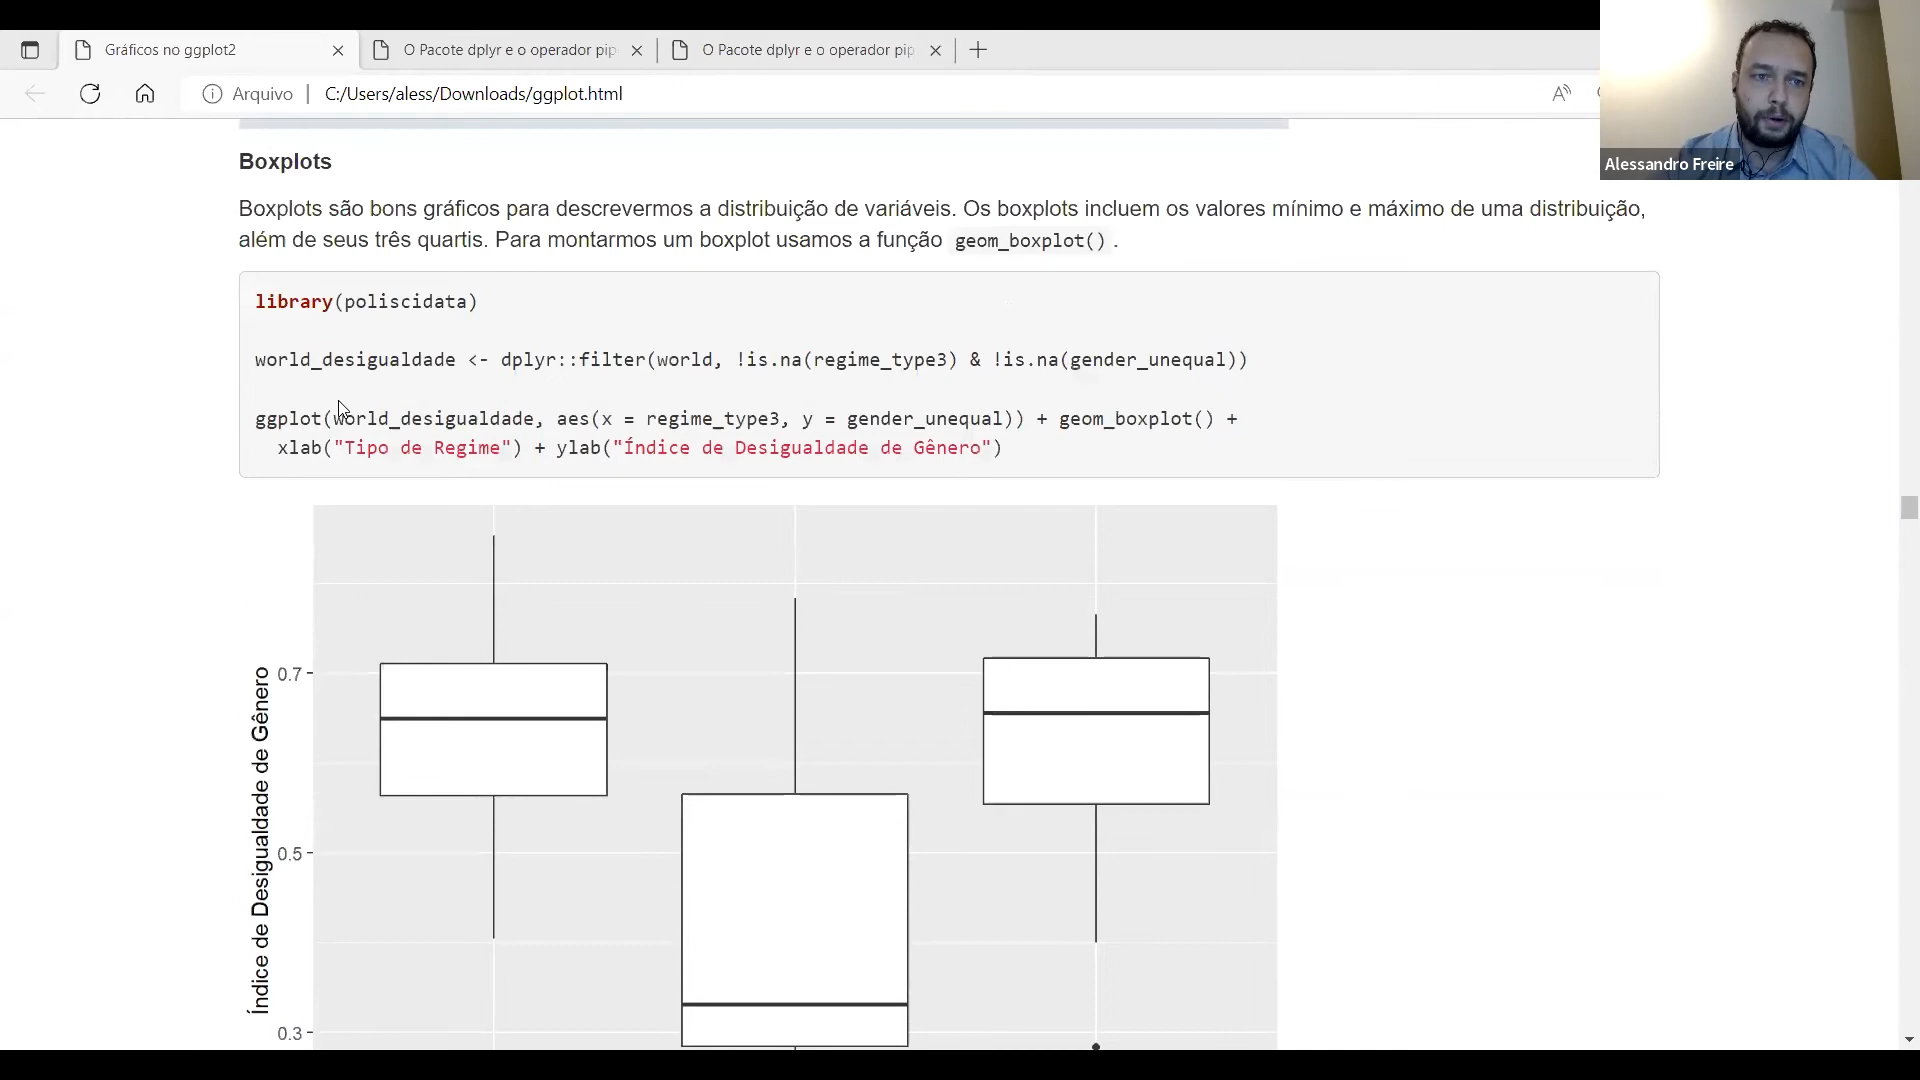 Gráficos no ggplot2
O Pacote dplyr e o operador pip
O Pacote dplyr e o operador pip
Arquivo
C:/Users/aless/Downloads/ggplot.html
Alessandro Freire
Boxplots
Boxplots são bons gráficos para descrevermos a distribuição de variáveis. Os boxplots incluem os valores mínimo e máximo de uma distribuição,
além de seus três quartis. Para montarmos um boxplot usamos a função geom_boxplot() .
library(poliscidata)
world_desigualdade <- dplyr::filter(world, !is.na(regime_type3) & !is.na(gender_unequal))
ggplot(world_desigualdade, aes(x = regime_type3, y = gender_unequal)) + geom_boxplot() +
xlab("Tipo de Regime") + ylab("Índice de Desigualdade de Gênero")
Índice de Desigualdade de Gênero
0.7
0.5
0.3